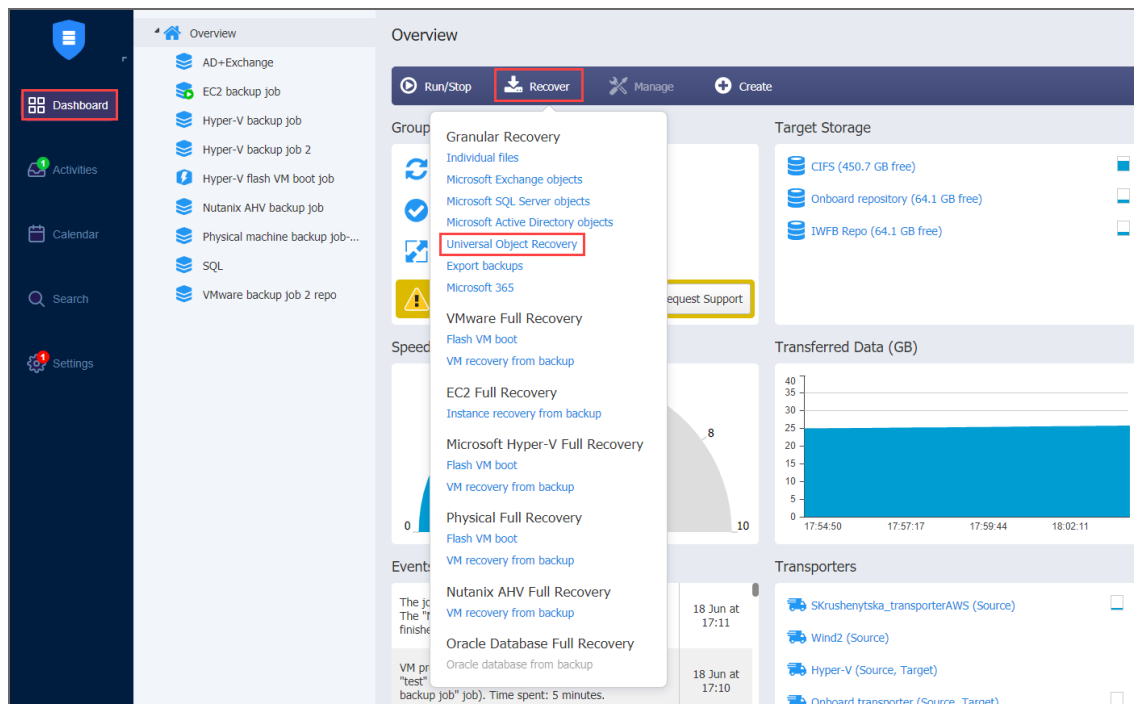 Dashboard
1
Activities
Calendar
Search
1
Settings
Overview
AD+Exchange
EC2 backup job
Hyper-V backup job
Hyper-V backup job 2
Hyper-V flash VM boot job
Nutanix AHV backup job
Physical machine backup job-...
SQL
VMware backup job 2 repo
Overview
Run/Stop
Recover
Manage
Create
Group
Granular Recovery
Individual files
Microsoft Exchange objects
Microsoft SQL Server objects
Microsoft Active Directory objects
Universal Object Recovery
Export backups
Microsoft 365
VMware Full Recovery
Flash VM boot
VM recovery from backup
EC2 Full Recovery
Instance recovery from backup
Microsoft Hyper-V Full Recovery
Flash VM boot
VM recovery from backup
Physical Full Recovery
Flash VM boot
VM recovery from backup
Nutanix AHV Full Recovery
VM recovery from backup
Oracle Database Full Recovery
Oracle database from backup
equest Support
Speed
0
8
10
Events
The jo
The "N
finishe
18 Jun at
17:11
VM pr
"test"
backup job" job). Time spent: 5 minutes.
18 Jun at
17:10
Target Storage
CIFS (450.7 GB free)
Onboard repository (64.1 GB free)
IWFB Repo (64.1 GB free)
Transferred Data (GB)
40
35
30
25
20
15
10
5
0
17:54:50 17:57:17 17:59:44 18:02:11
Transporters
SKrushenytska_transporterAWS (Source)
Wind2 (Source)
Hyper-V (Source, Target)
Onboard transporter (Source, Target)